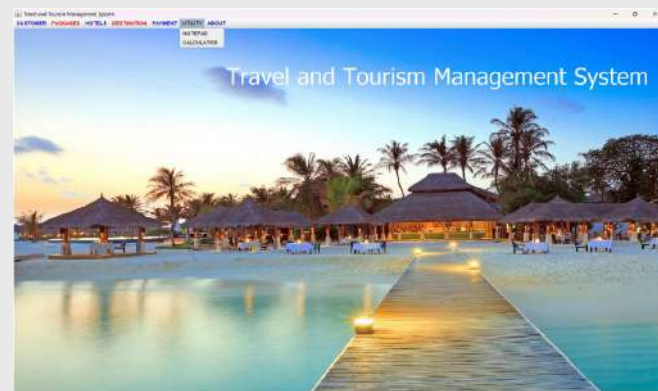 Travel and Tourism Management System
CUSTOMER PACKAGES HOTELS DESTINATION PAYMENT UTILITY ABOUT
NOTEPAD
CALCULATOR
Travel and Tourism Management System